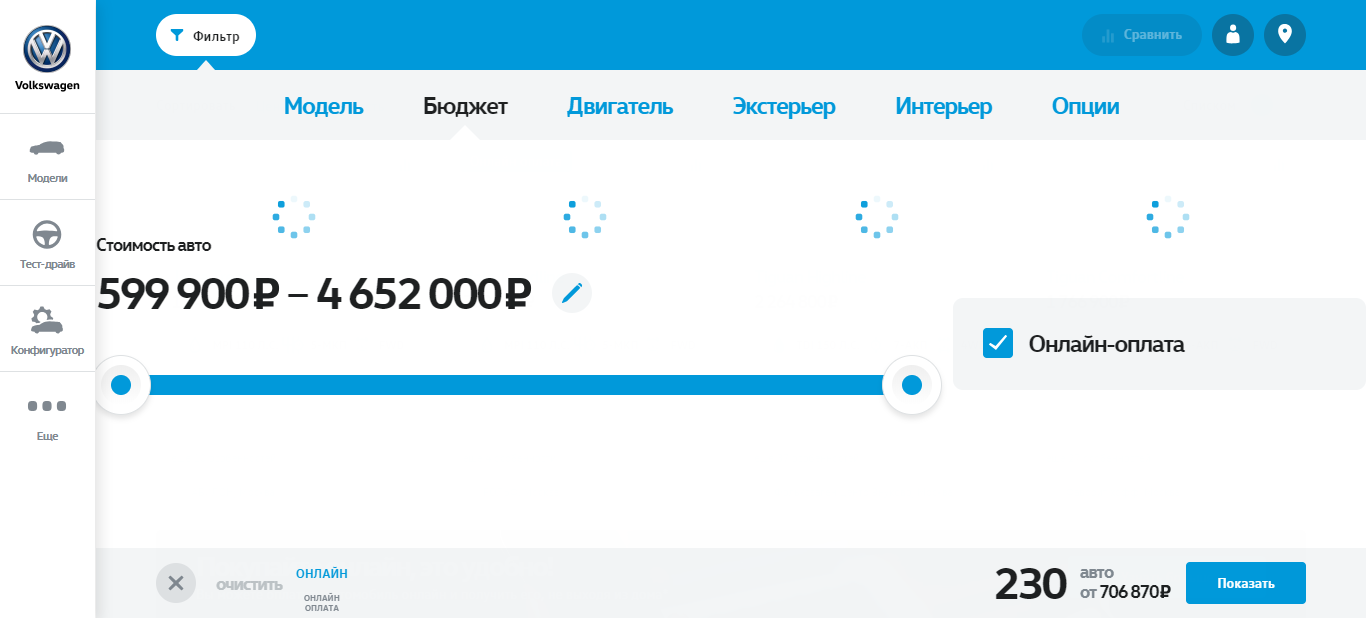 Volkswagen
Модели
Тест-драйв
Конфигуратор
Еще
Фильтр
Сравнить
Модель
Бюджет
Двигатель
Экстерьер
Интерьер
Опции
Стоимость авто
599 900 ₽ – 4 652 000 ₽
Онлайн-оплата
ОЧИСТИТЬ
ОНЛАЙН
ОНЛАЙН
ОПЛАТА
230
авто
от 706 870 ₽
Показать